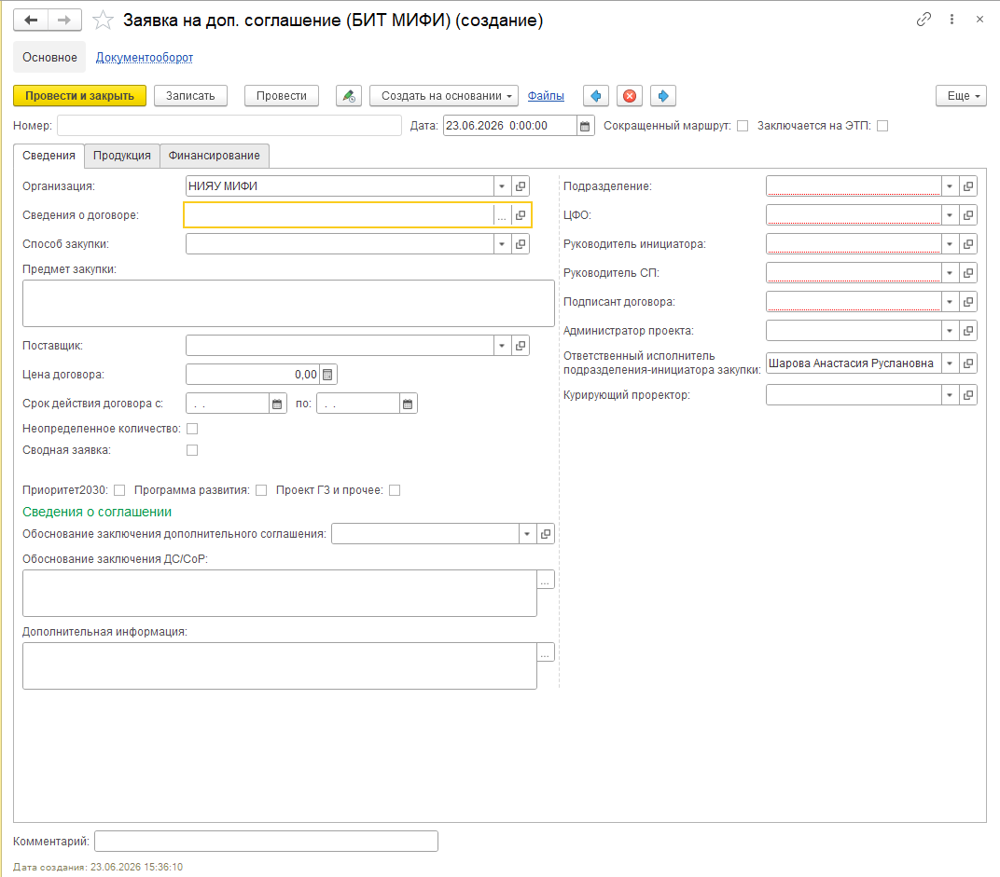 Заявка на доп. соглашение (БИТ МИФИ) (создание)
Основное Документооборот
Провести и закрыть Записать Провести Создать на основании Файлы Еще
Номер: Дата: 23.06.2026 0:00:00 Сокращенный маршрут: Заключается на ЭТП:
Сведения Продукция Финансирование
Организация: НИЯУ МИФИ Подразделение:
Сведения о договоре: ... ЦФО:
Способ закупки: Руководитель инициатора:
Предмет закупки: Руководитель СП:
Подписант договора:
Администратор проекта:
Поставщик: Ответственный исполнитель
подразделения-инициатора закупки: Шарова Анастасия Руслановна
Цена договора: 0,00
Курирующий проректор:
Срок действия договора с: . . по: . .
Неопределенное количество:
Сводная заявка:
Приоритет2030: Программа развития: Проект ГЗ и прочее:
Сведения о соглашении
Обоснование заключения дополнительного соглашения:
Обоснование заключения ДС/СоР:
...
Дополнительная информация:
...
Комментарий:
Дата создания: 23.06.2026 15:36:10